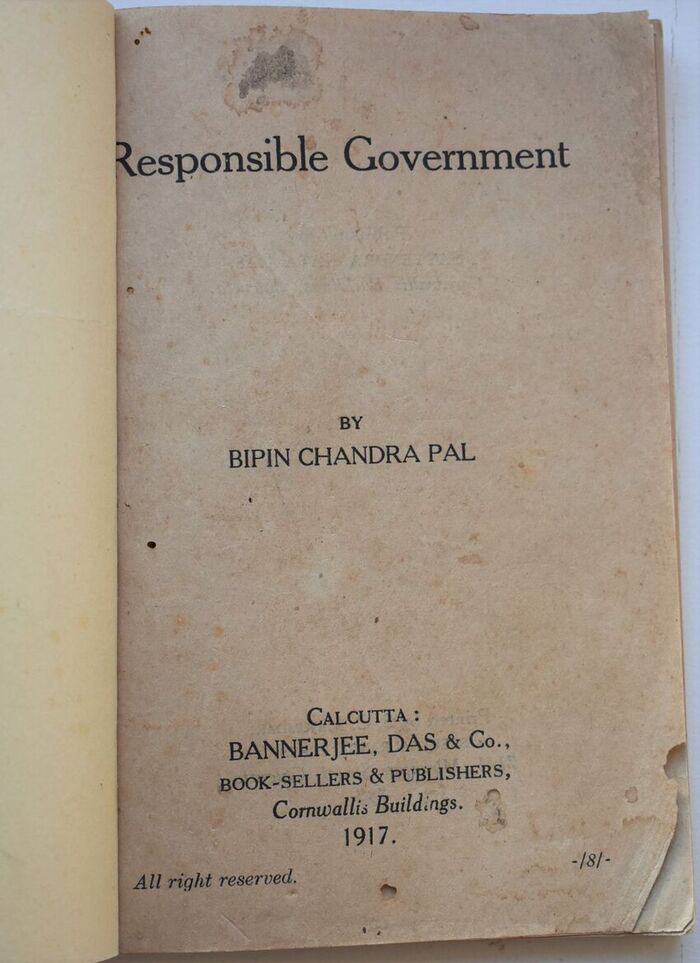 Responsible Government
BY
BIPIN CHANDRA PAL
CALCUTTA :
BANNERJEE, DAS & Co.,
BOOK-SELLERS & PUBLISHERS,
Cornwallis Buildings.
1917.
All right reserved.
-/8/-